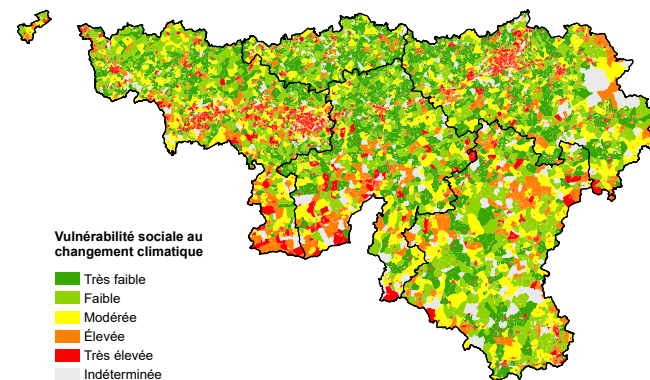 Vulnérabilité sociale au
changement climatique
Très faible
Faible
Modérée
Élevée
Très élevée
Indéterminée